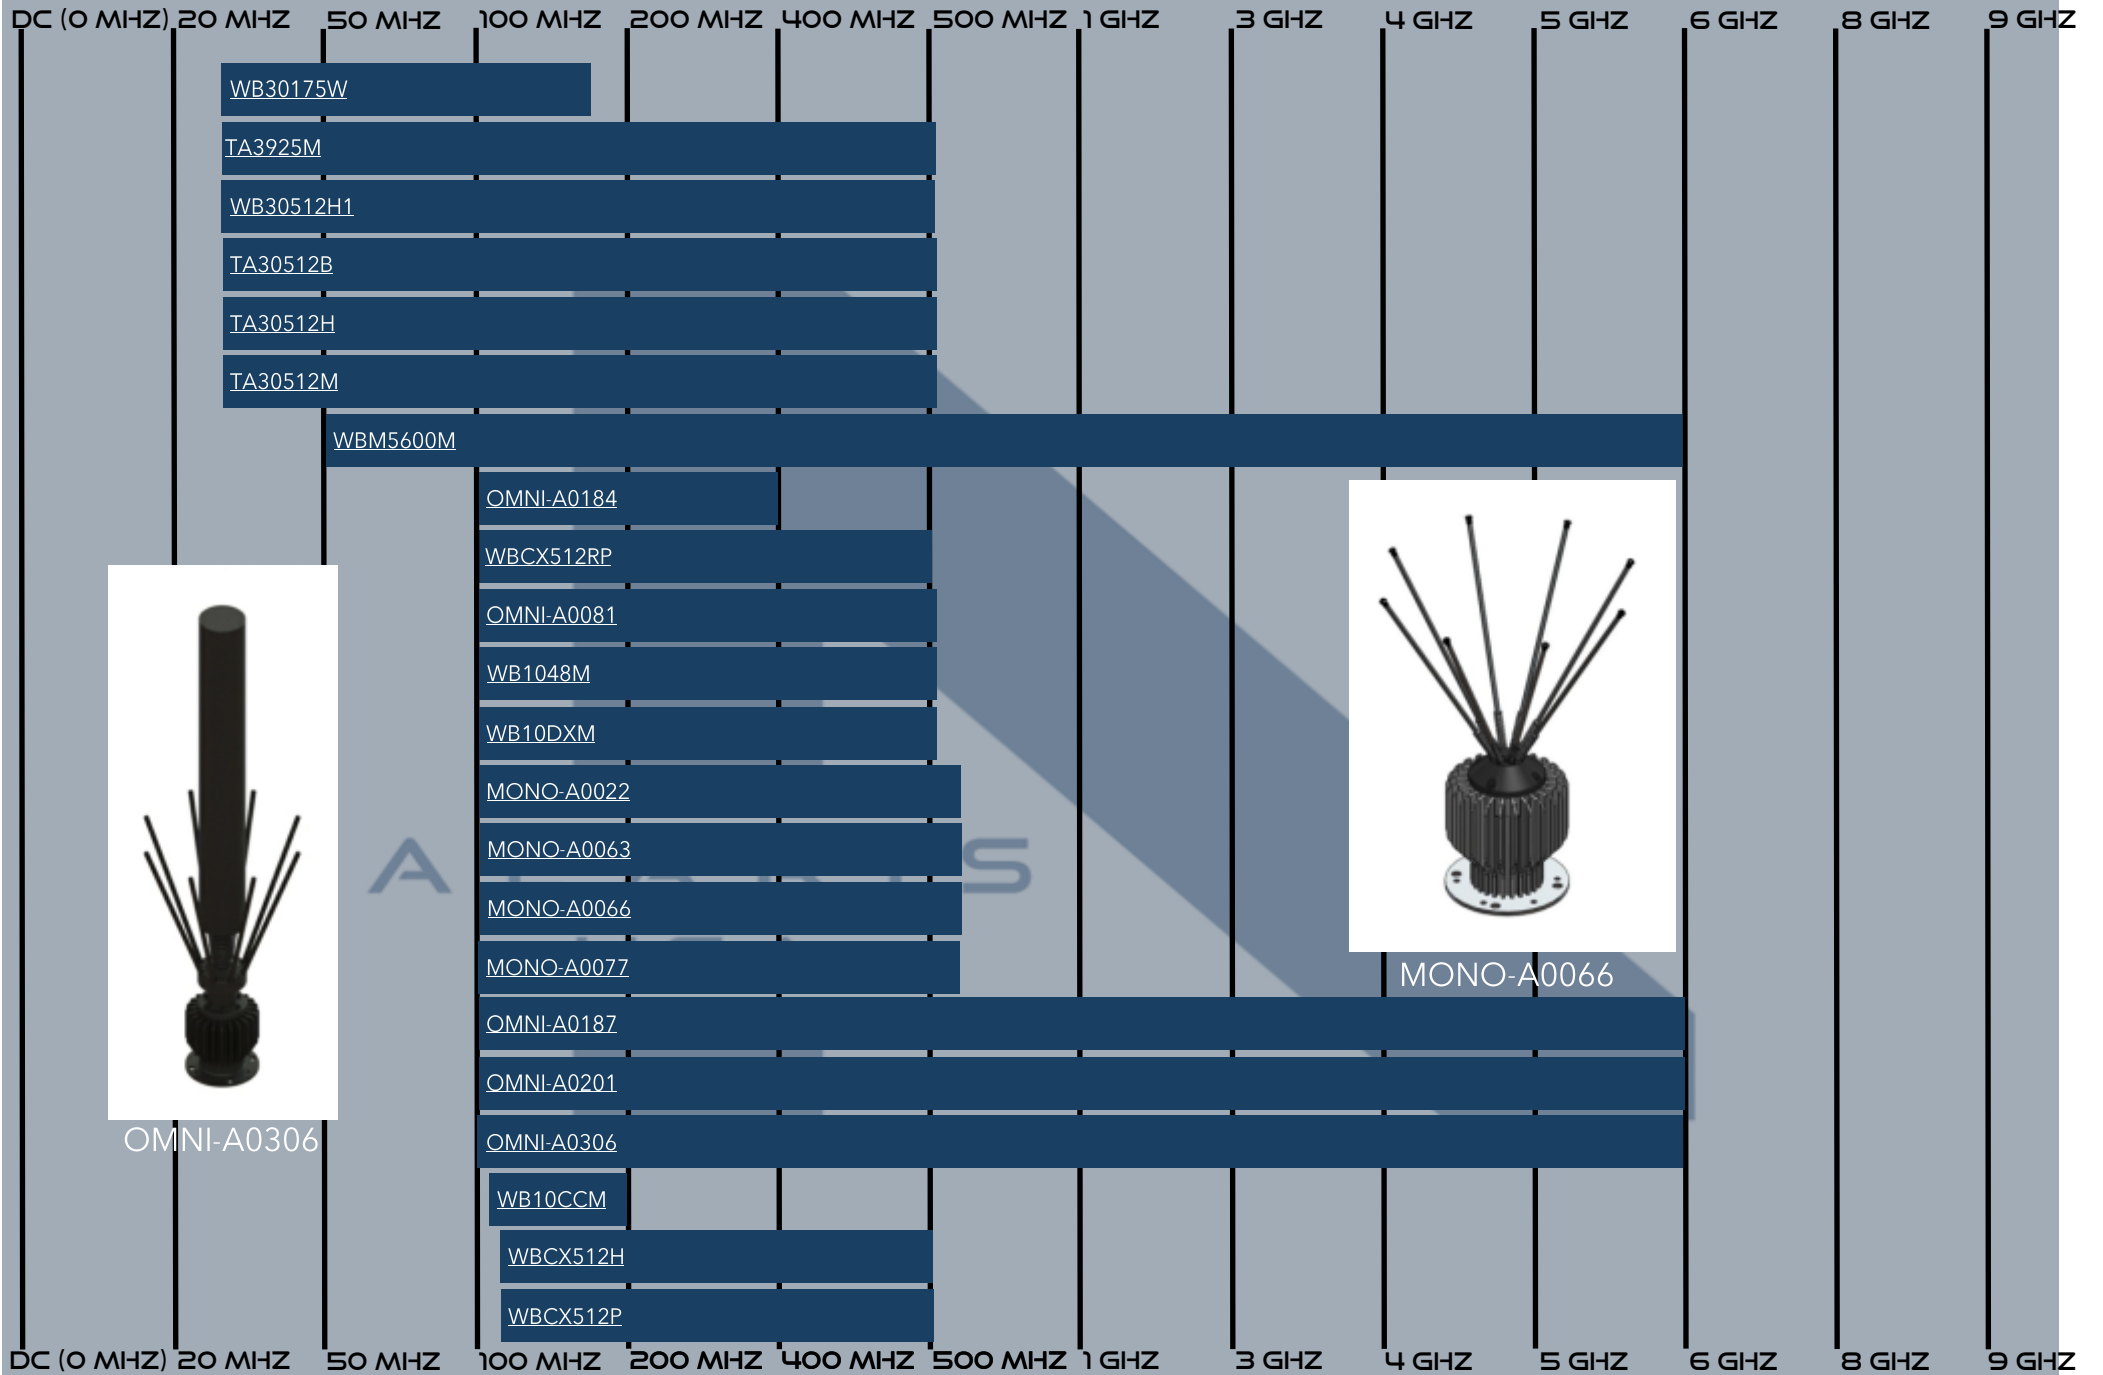 DC (0 MHZ) 20 MHZ 50 MHZ 100 MHZ 200 MHZ 400 MHZ 500 MHZ 1 GHZ 3 GHZ 4 GHZ 5 GHZ 6 GHZ 8 GHZ 9 GHZ
WB30175W
TA3925M
WB30512H1
TA30512B
TA30512H
TA30512M
WBM5600M
OMNI-A0184
WBCX512RP
OMNI-A0081
WB1048M
WB10DXM
MONO-A0022
MONO-A0063
MONO-A0066
MONO-A0077
MONO-A0066
OMNI-A0187
OMNI-A0201
OMNI-A0306
OMNI-A0306
WB10CCM
WBCX512H
WBCX512P
DC (0 MHZ) 20 MHZ 50 MHZ 100 MHZ 200 MHZ 400 MHZ 500 MHZ 1 GHZ 3 GHZ 4 GHZ 5 GHZ 6 GHZ 8 GHZ 9 GHZ